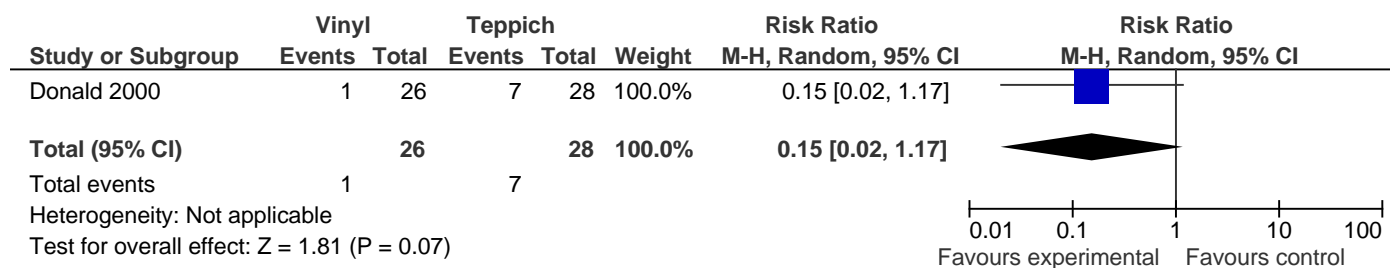 Vinyl Teppich Risk Ratio Risk Ratio
Study or Subgroup Events Total Events Total Weight M-H, Random, 95% CI M-H, Random, 95% CI
Donald 2000 1 26 7 28 100.0% 0.15 [0.02, 1.17]
Total (95% CI) 26 28 100.0% 0.15 [0.02, 1.17]
Total events 1 7
Heterogeneity: Not applicable
Test for overall effect: Z = 1.81 (P = 0.07)
0.01 0.1 1 10 100
Favours experimental Favours control